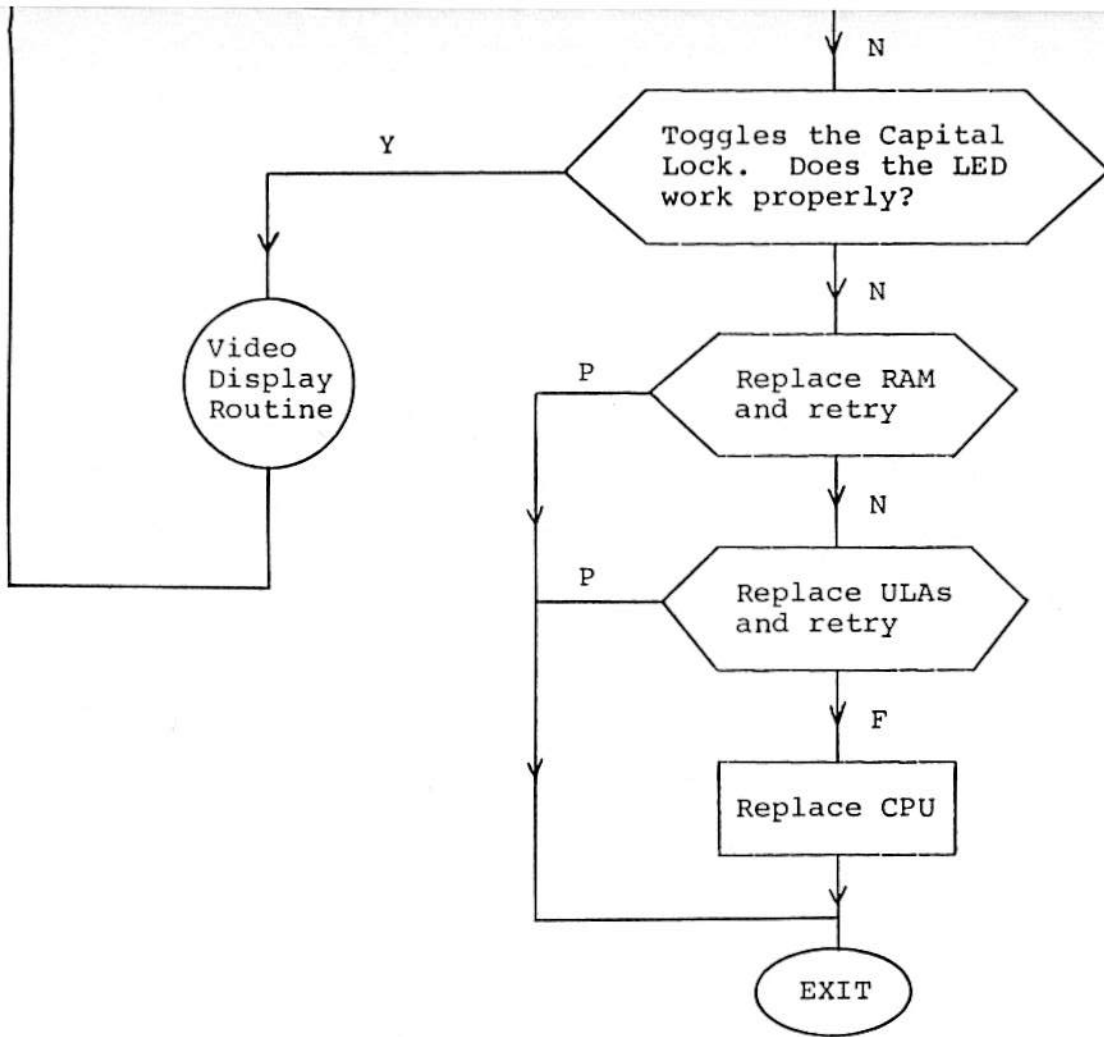 N
Toggles the Capital
Lock. Does the LED
work properly?
Y
N
Video
Display
Routine
P
Replace RAM
and retry
N
P
Replace ULAs
and retry
F
Replace CPU
EXIT